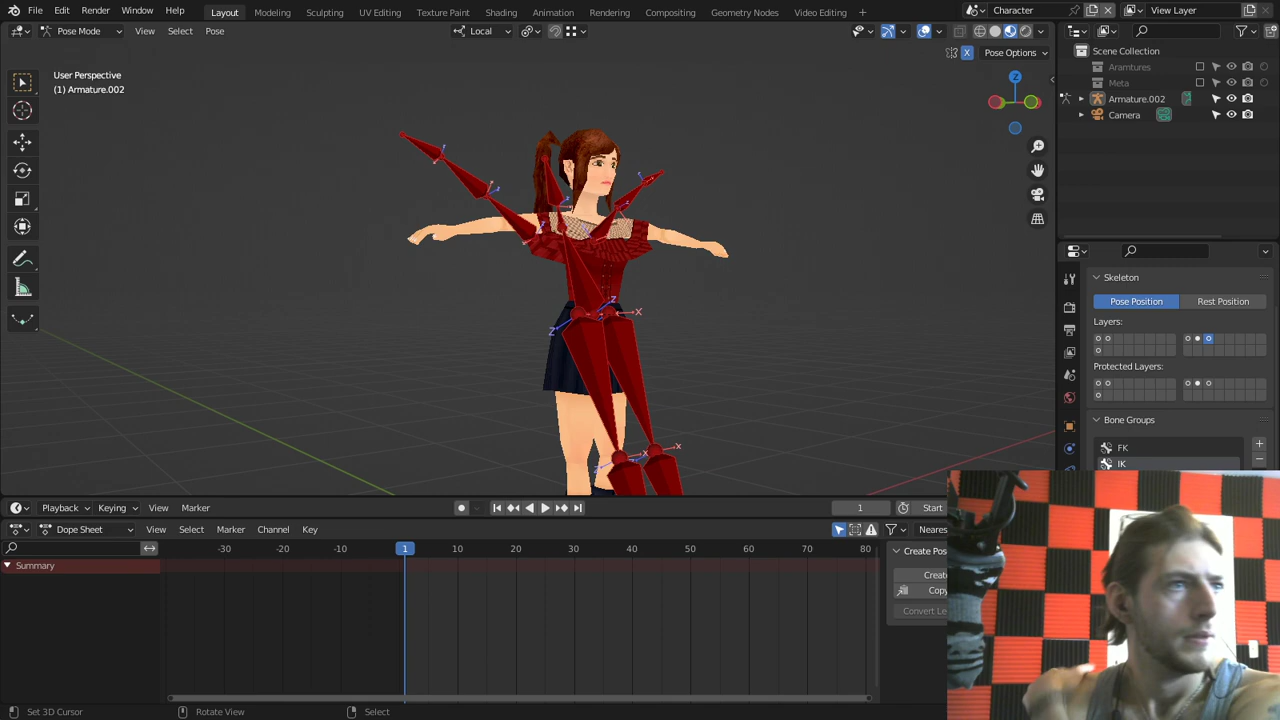 File Edit Render Window Help Layout Modeling Sculpting UV Editing Texture Paint Shading Animation Rendering Compositing Geometry Nodes Video Editing + Character View Layer
Pose Mode View Select Pose Local
X Pose Options
User Perspective
(1) Armature.002
Z
Scene Collection
Aramtures
Meta
Armature.002
Camera
Skeleton
Pose Position Rest Position
Layers:
Protected Layers:
Bone Groups
FK
IK
Playback Keying View Marker 1 Start
Dope Sheet View Select Marker Channel Key Neares
-30 -20 -10 1 10 20 30 40 50 60 70 80
Summary
Create Pos
Create
Copy
Convert Le
Set 3D Cursor Rotate View Select